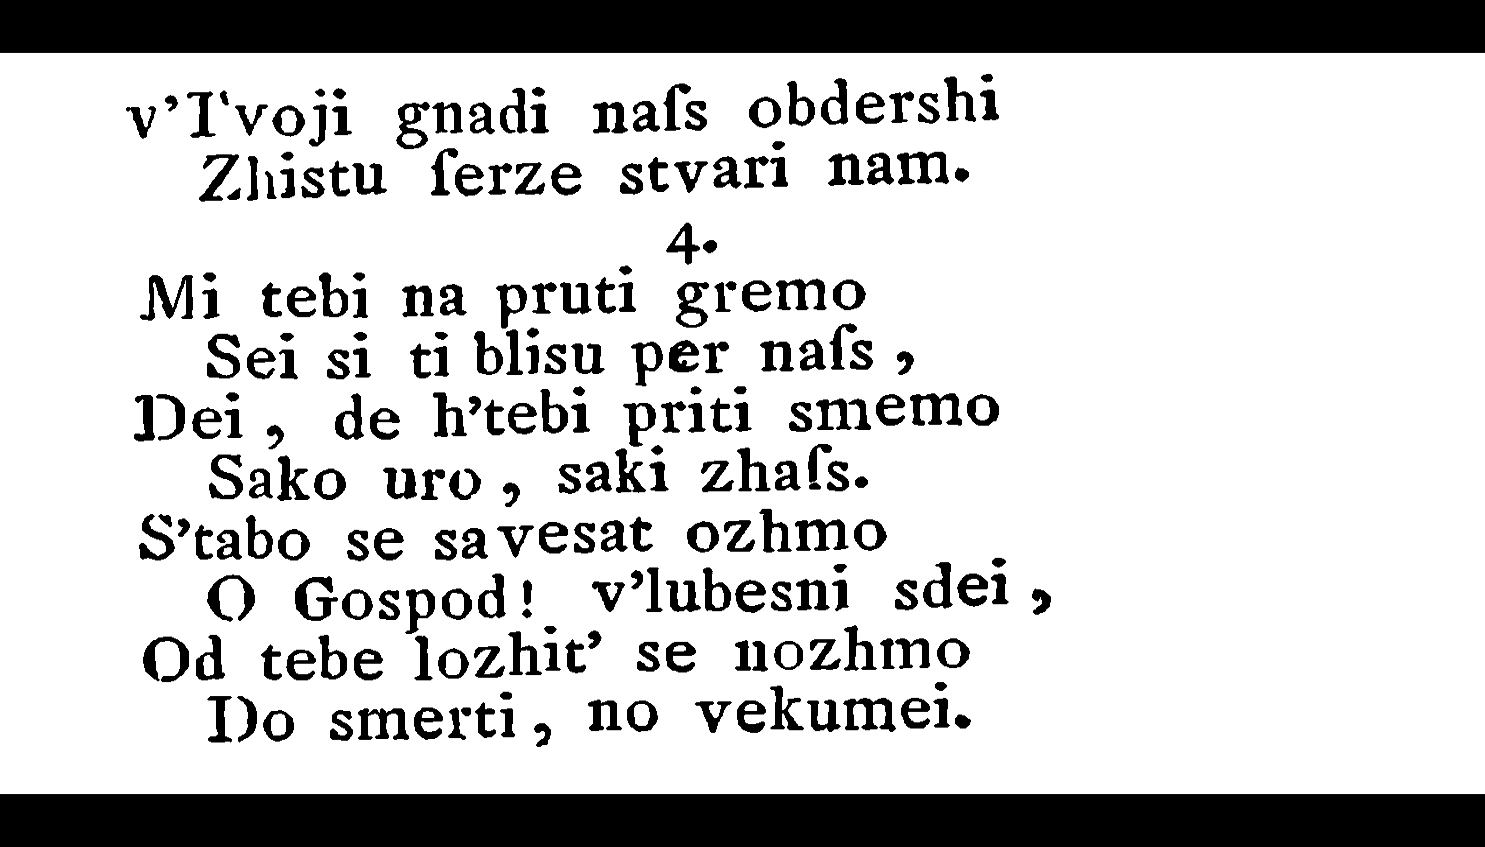 v'Tvoji gnadi naſs obdershi
Zhistu ſerze stvari nam.
4.
Mi tebi na pruti gremo
Sei si ti blisu per naſs,
Dei, de h'tebi priti smemo
Sako uro, saki zhaſs.
S'tabo se savesat ozhmo
O Gospod! v'lubesni sdei,
Od tebe lozhit' se nozhmo
Do smerti, no vekumei.